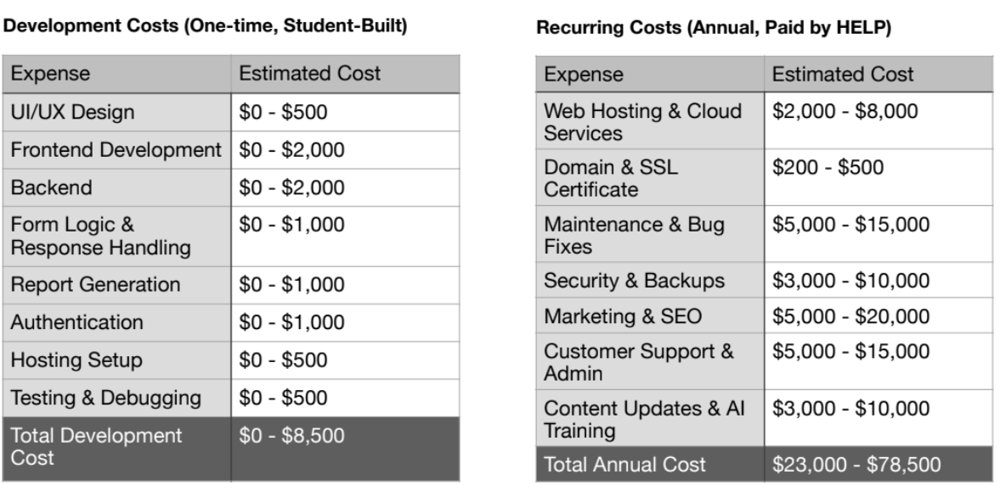 Development Costs (One-time, Student-Built)
Expense Estimated Cost
UI/UX Design $0 - $500
Frontend Development $0 - $2,000
Backend $0 - $2,000
Form Logic & $0 - $1,000
Response Handling
Report Generation $0 - $1,000
Authentication $0 - $1,000
Hosting Setup $0 - $500
Testing & Debugging $0 - $500
Total Development $0 - $8,500
Cost
Recurring Costs (Annual, Paid by HELP)
Expense Estimated Cost
Web Hosting & Cloud $2,000 - $8,000
Services
Domain & SSL $200 - $500
Certificate
Maintenance & Bug $5,000 - $15,000
Fixes
Security & Backups $3,000 - $10,000
Marketing & SEO $5,000 - $20,000
Customer Support & $5,000 - $15,000
Admin
Content Updates & AI $3,000 - $10,000
Training
Total Annual Cost $23,000 - $78,500